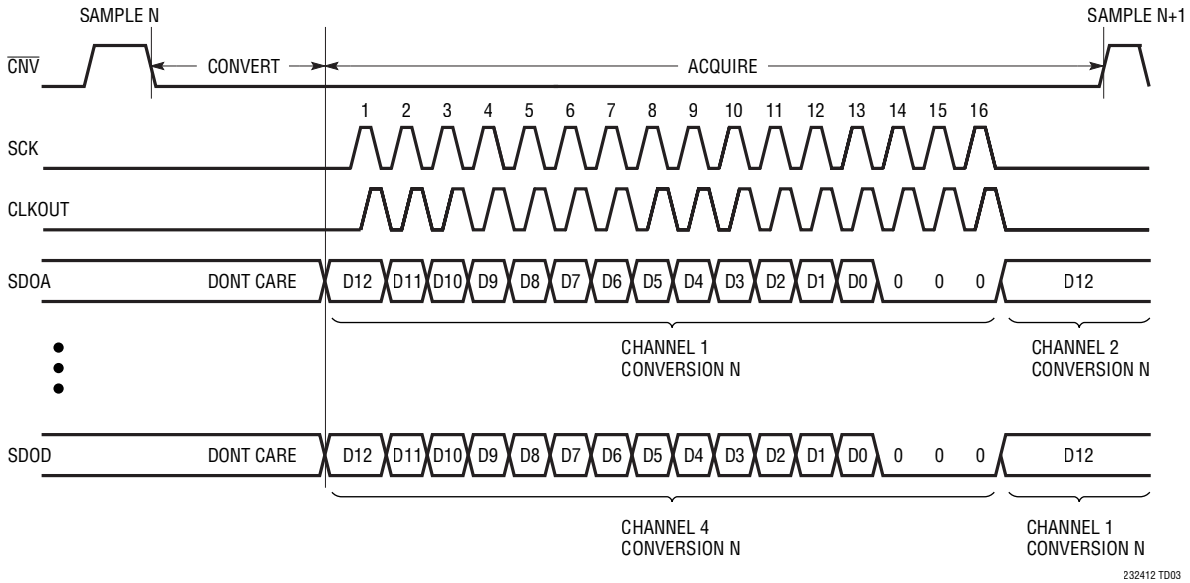 SAMPLE N SAMPLE N+1
CNV CONVERT ACQUIRE
1 2 3 4 5 6 7 8 9 10 11 12 13 14 15 16
SCK
CLKOUT
SDOA DONT CARE D12 D11 D10 D9 D8 D7 D6 D5 D4 D3 D2 D1 D0 0 0 0 D12
CHANNEL 1 CHANNEL 2
CONVERSION N CONVERSION N
SDOD DONT CARE D12 D11 D10 D9 D8 D7 D6 D5 D4 D3 D2 D1 D0 0 0 0 D12
CHANNEL 4 CHANNEL 1
CONVERSION N CONVERSION N
232412 TD03